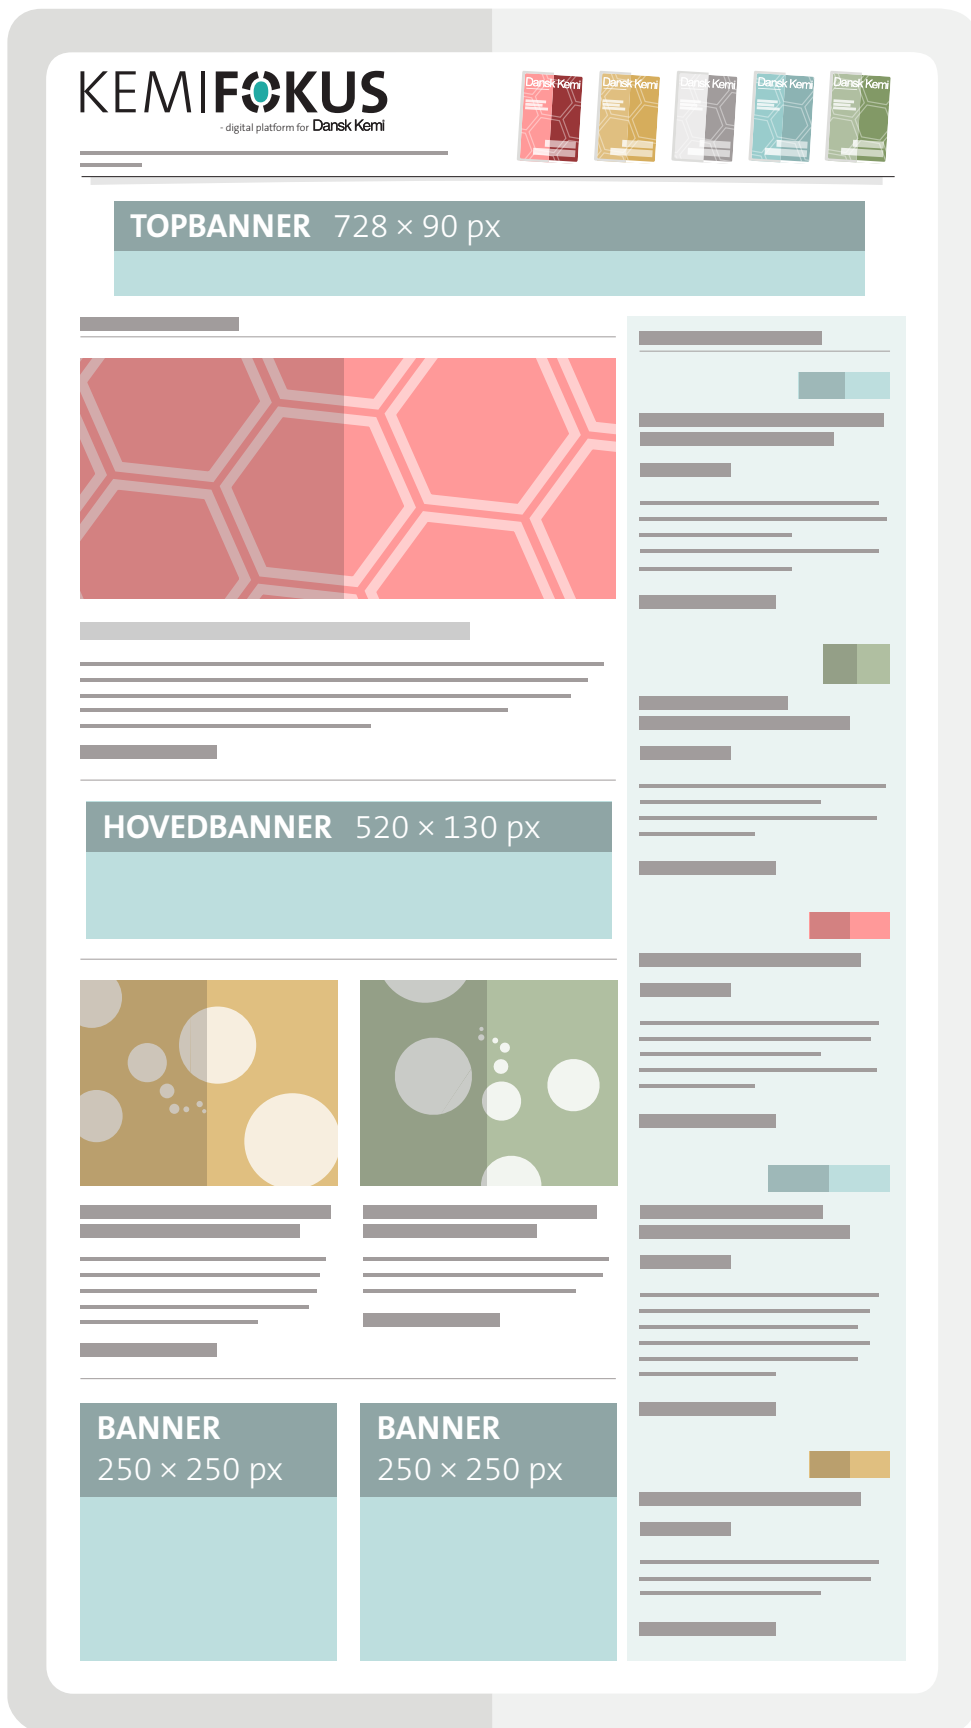 KEMIFOKUS
- digital platform for Dansk Kemi
Dansk Kemi
Dansk Kemi
Dansk Kemi
Dansk Kemi
Dansk Kemi
TOPBANNER 728 × 90 px
HOVEDBANNER 520 × 130 px
BANNER
250 × 250 px
BANNER
250 × 250 px